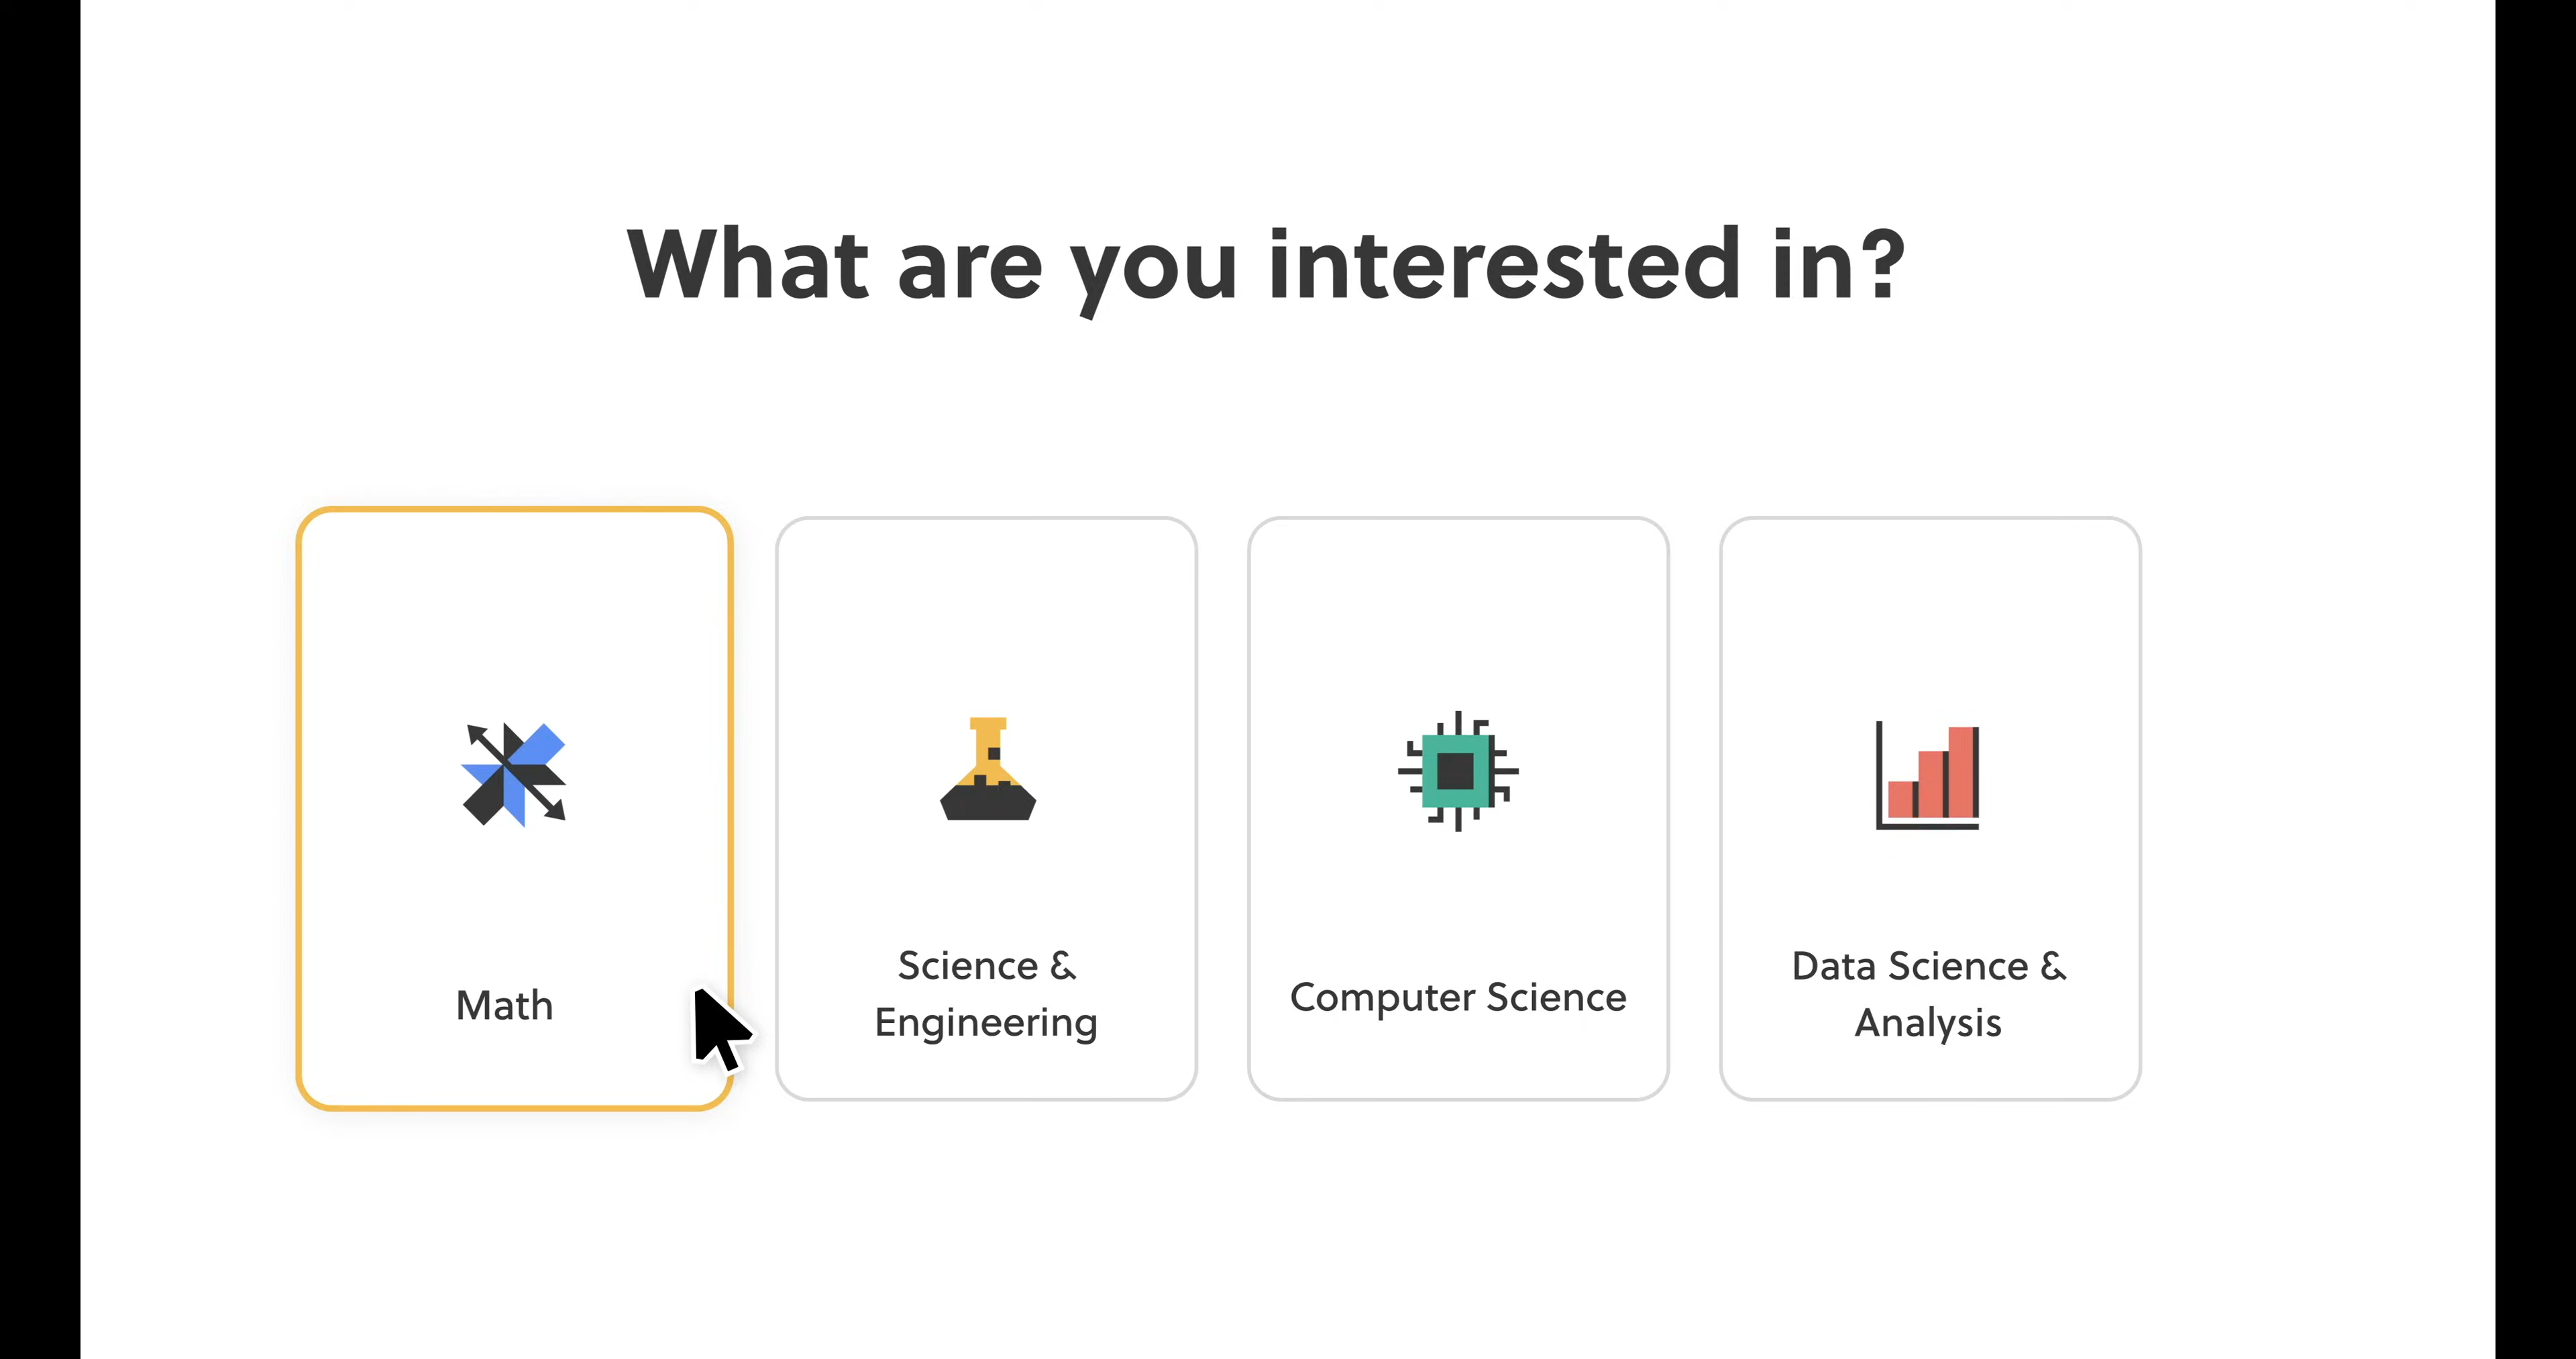 What are you interested in?
Math
Science &
Engineering
Computer Science
Data Science &
Analysis